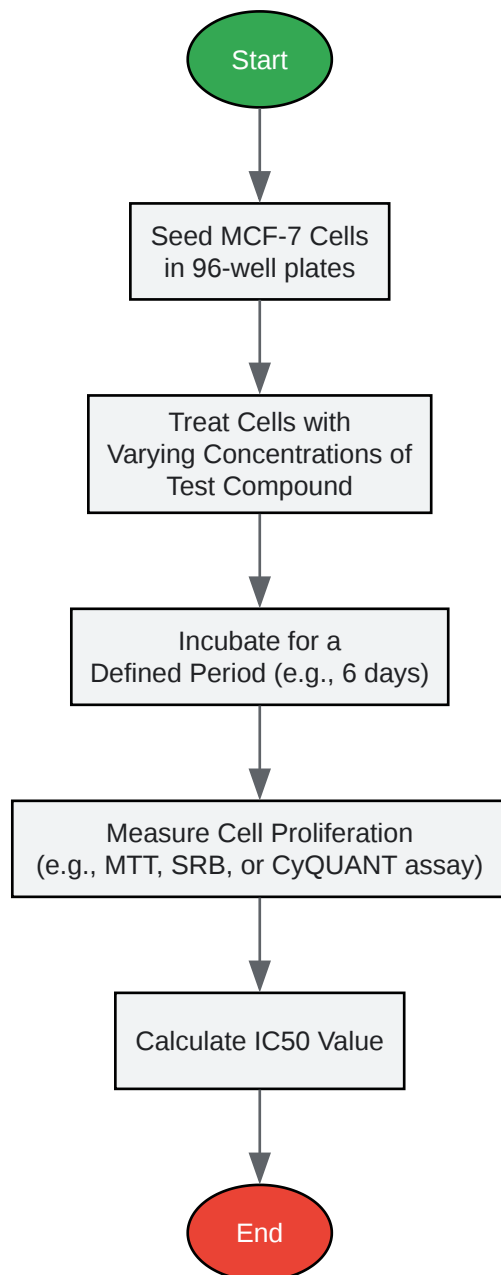 Start
Seed MCF-7 Cells
in 96-well plates
Treat Cells with
Varying Concentrations of
Test Compound
Incubate for a
Defined Period (e.g., 6 days)
Measure Cell Proliferation
(e.g., MTT, SRB, or CyQUANT assay)
Calculate IC50 Value
End